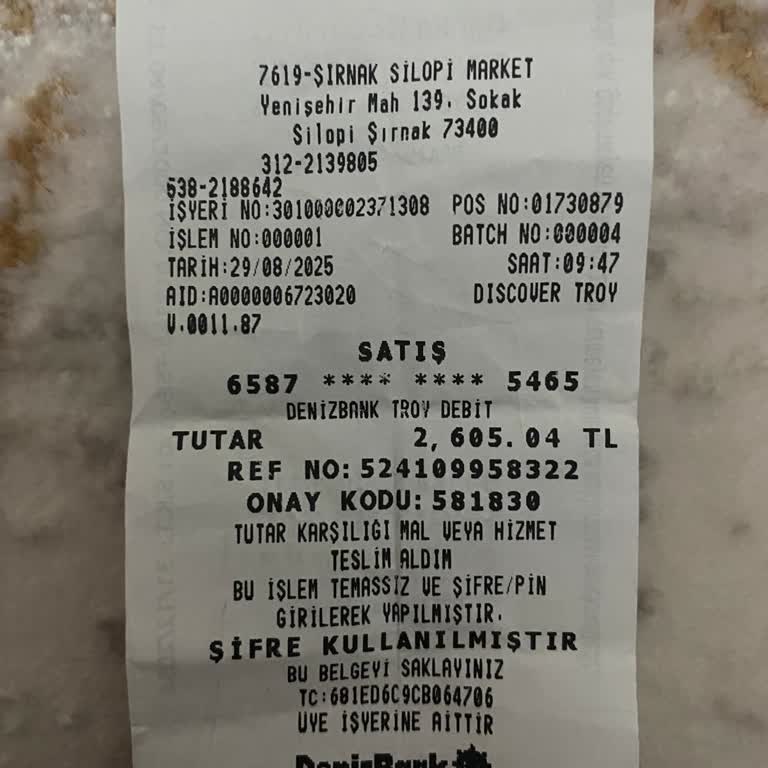 7619-ŞIRNAK SİLOPİ MARKET
Yenişehir Mah 139. Sokak
Silopi Şırnak 73400
312-2139805
538-2188642
İŞYERİ NO:301000002371308 POS NO:01730879
İŞLEM NO:000001 BATCH NO:000004
TARİH:29/08/2025 SAAT:09:47
AID:A0000006723020 DISCOVER TROY
V.0011.87
SATIŞ
6587 **** **** 5465
DENİZBANK TROY DEBİT
TUTAR 2,605.04 TL
REF NO:524109958322
ONAY KODU:581830
TUTAR KARŞILIĞI MAL VEYA HİZMET
TESLİM ALDIM
BU İŞLEM TEMASSIZ VE ŞİFRE/PİN
GİRİLEREK YAPILMIŞTIR.
ŞİFRE KULLANILMIŞTIR
BU BELGEYİ SAKLAYINIZ
TC:681ED6C9CB064706
ÜYE İŞYERİNE AİTTİR
DenizBank